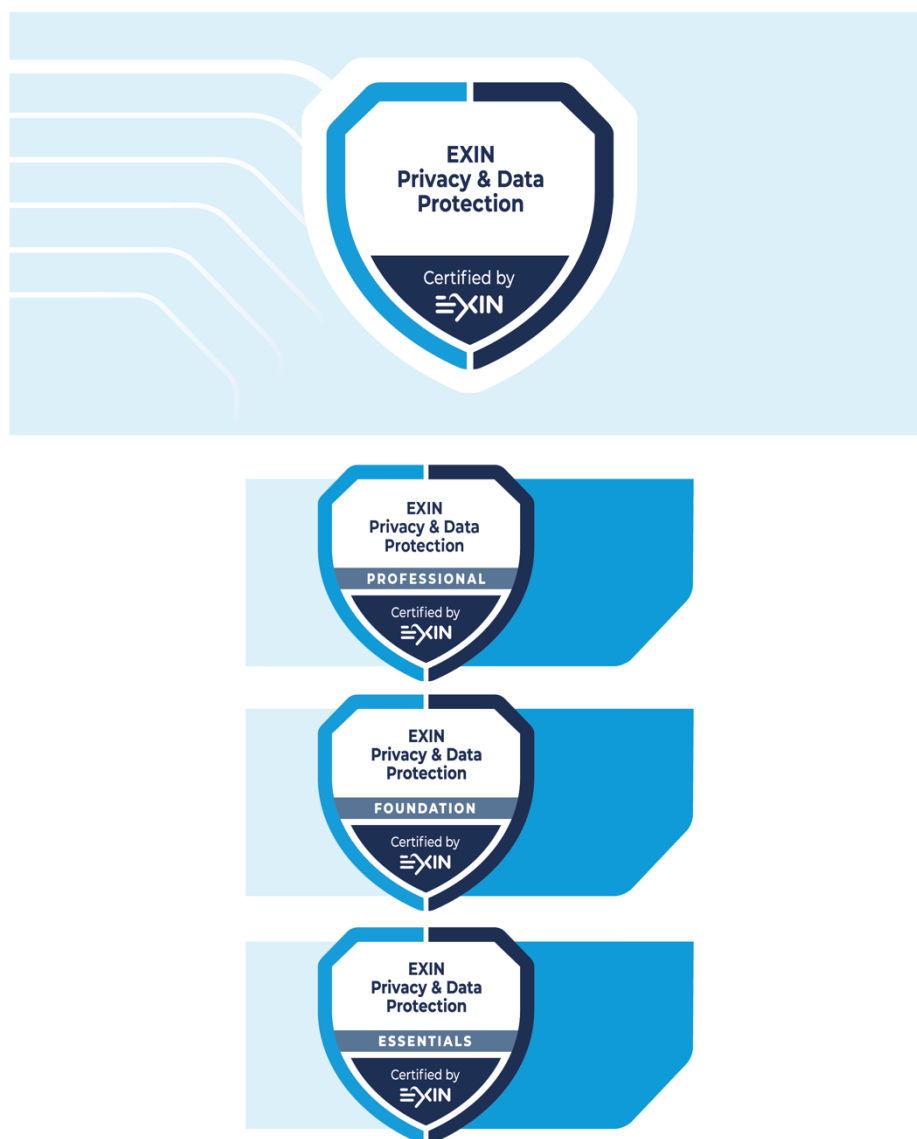 EXIN
Privacy & Data
Protection
Certified by
EXIN
EXIN
Privacy & Data
Protection
PROFESSIONAL
Certified by
EXIN
EXIN
Privacy & Data
Protection
FOUNDATION
Certified by
EXIN
EXIN
Privacy & Data
Protection
ESSENTIALS
Certified by
EXIN